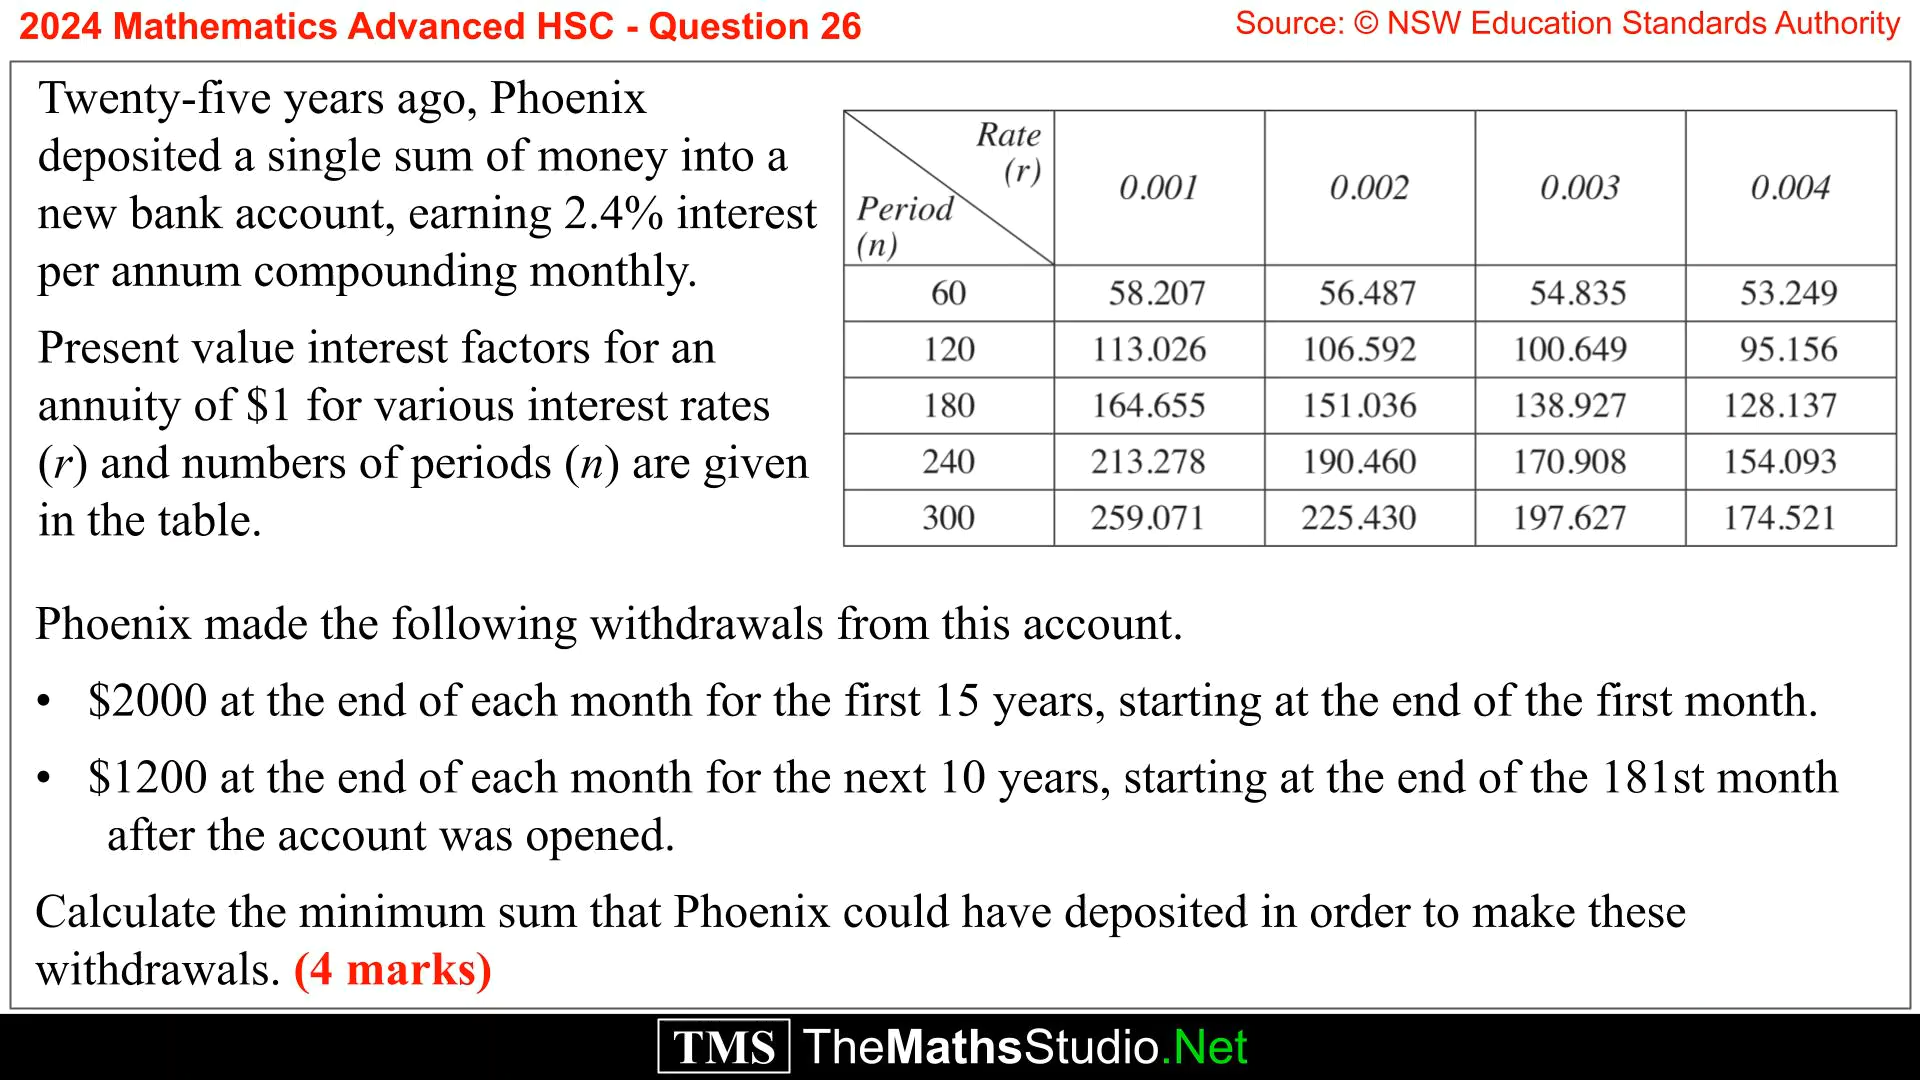 2024 Mathematics Advanced HSC - Question 26
Source: © NSW Education Standards Authority
Twenty-five years ago, Phoenix
deposited a single sum of money into a
new bank account, earning 2.4% interest
per annum compounding monthly.
Present value interest factors for an
annuity of $1 for various interest rates
(r) and numbers of periods (n) are given
in the table.
Rate
(r)
Period
(n)
0.001 0.002 0.003 0.004
60 58.207 56.487 54.835 53.249
120 113.026 106.592 100.649 95.156
180 164.655 151.036 138.927 128.137
240 213.278 190.460 170.908 154.093
300 259.071 225.430 197.627 174.521
Phoenix made the following withdrawals from this account.
• $2000 at the end of each month for the first 15 years, starting at the end of the first month.
• $1200 at the end of each month for the next 10 years, starting at the end of the 181st month
after the account was opened.
Calculate the minimum sum that Phoenix could have deposited in order to make these
withdrawals. (4 marks)
TMS TheMathsStudio.Net